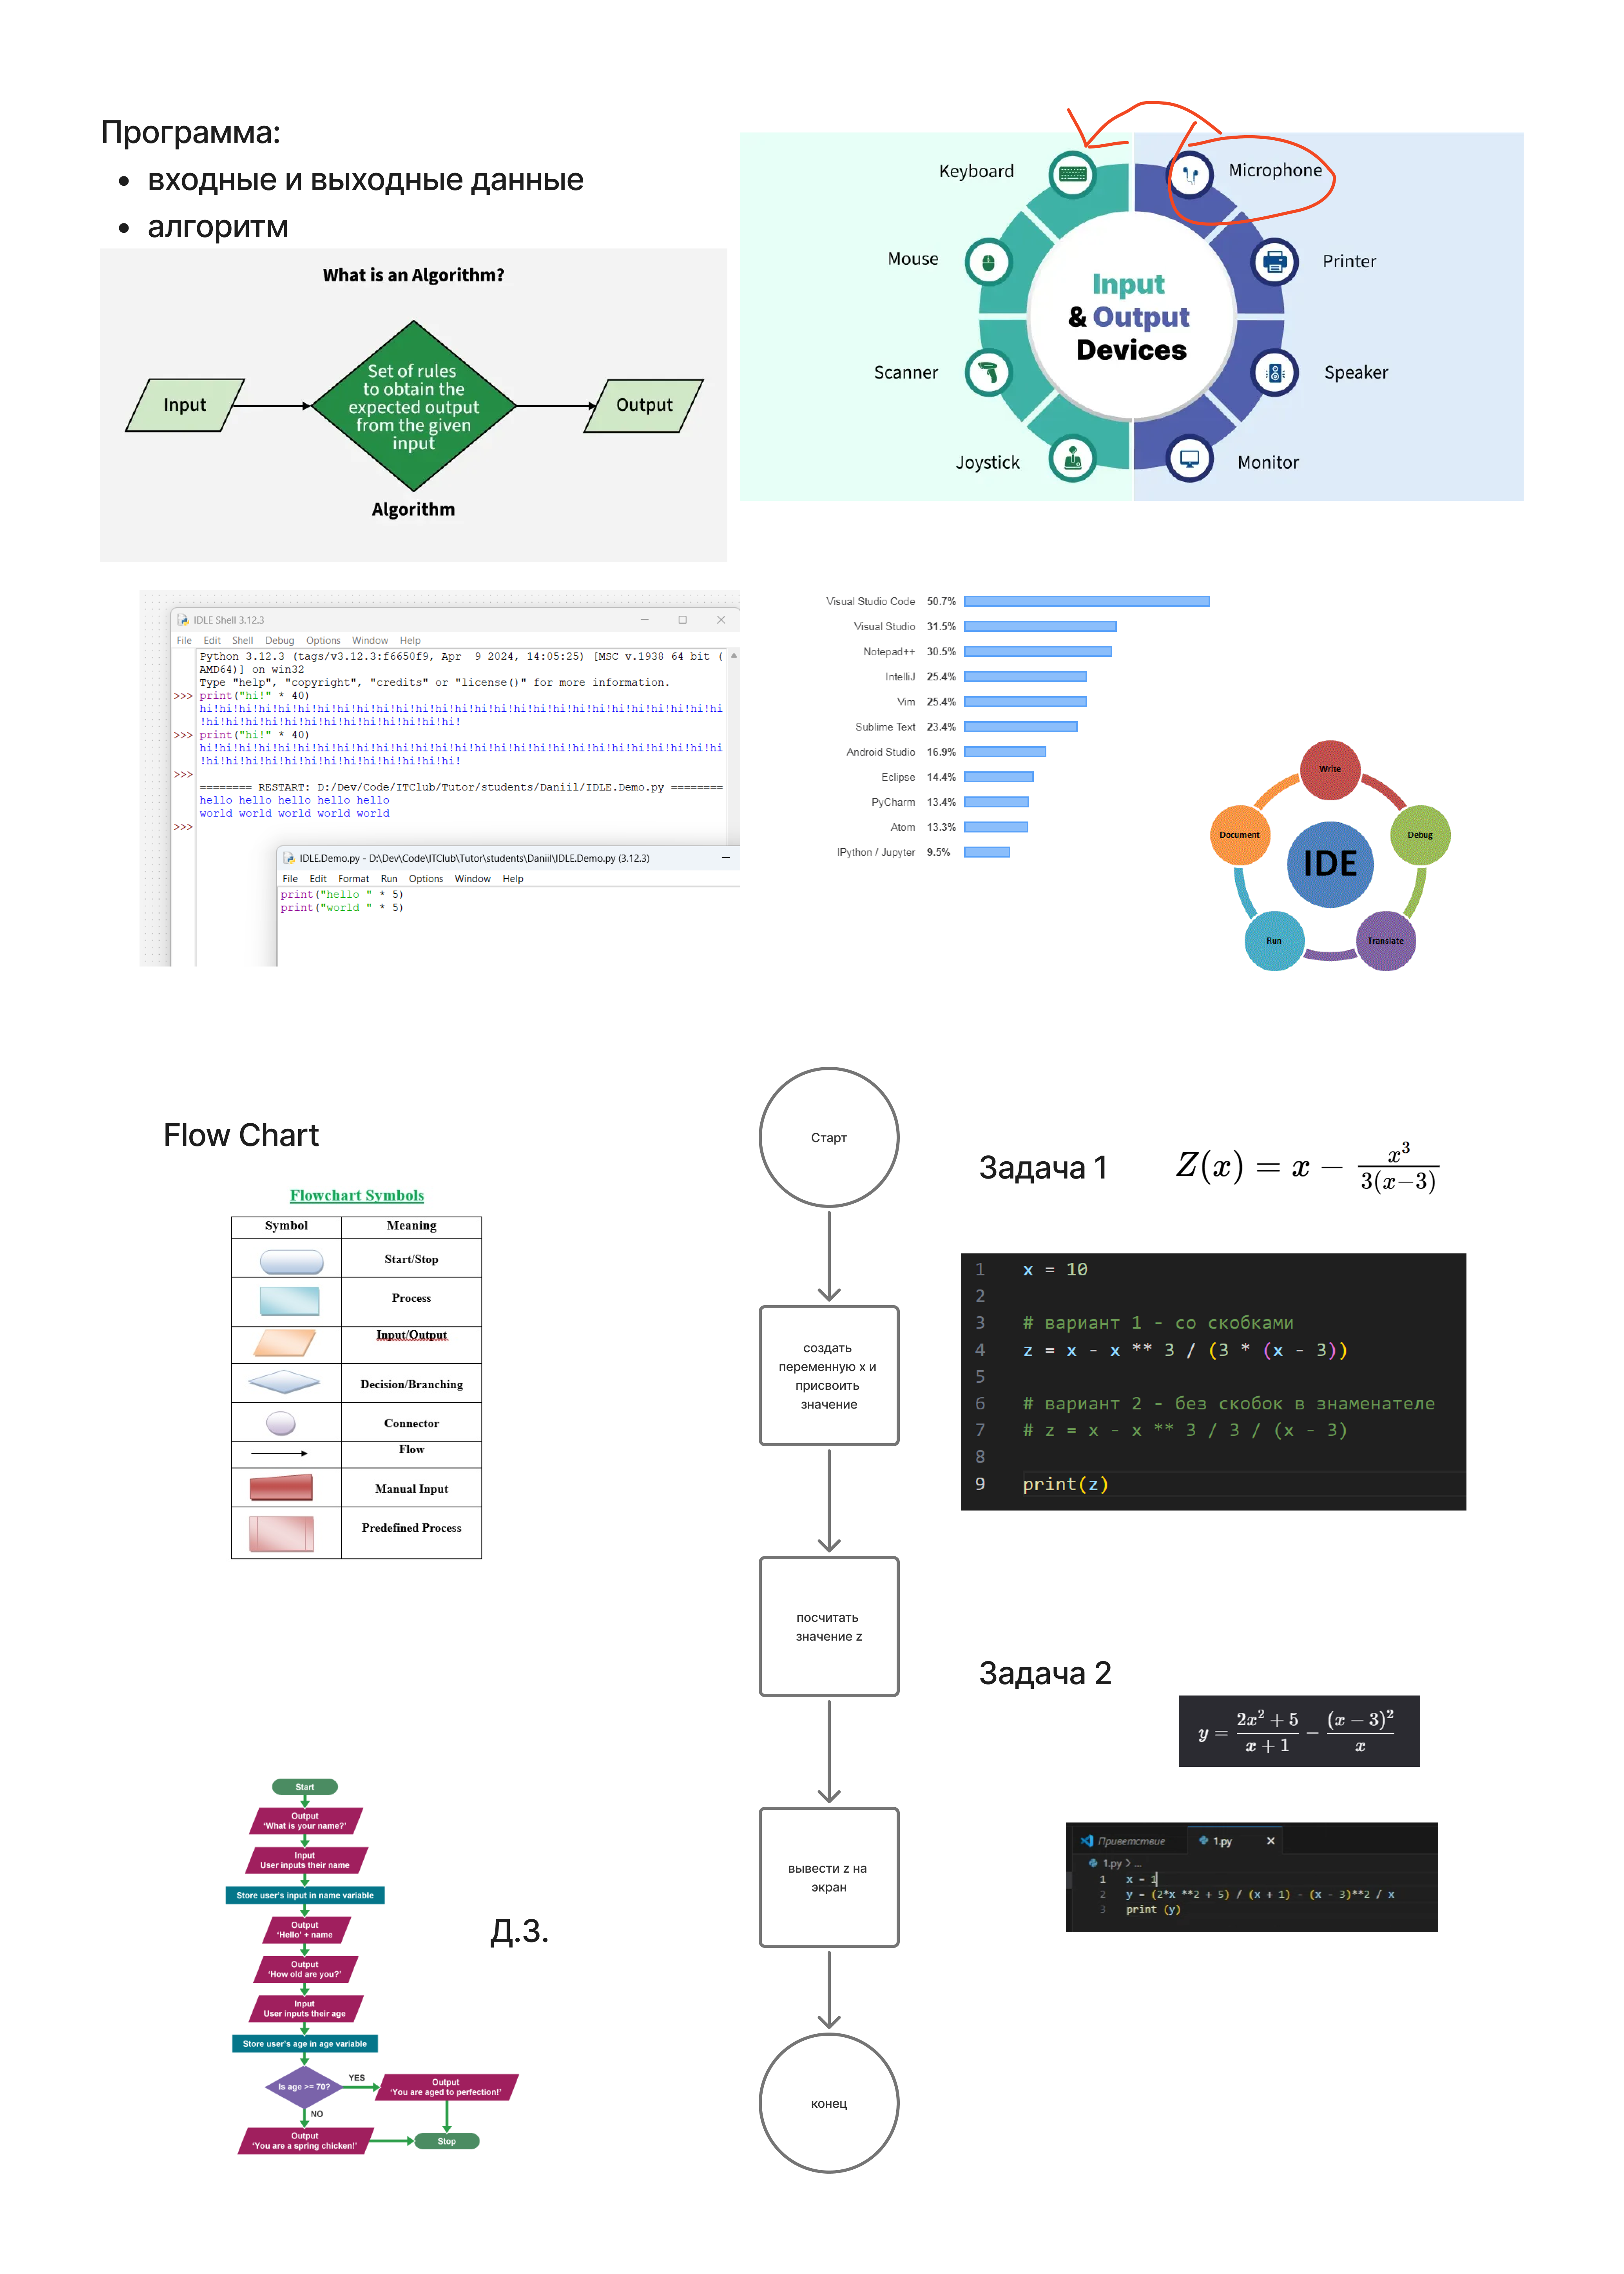 Программа:
• входные и выходные данные
• алгоритм
What is an Algorithm?
Input
Set of rules
to obtain the
expected output
from the given
input
Output
Algorithm
Keyboard
Microphone
Mouse
Printer
Input
& Output
Devices
Scanner
Speaker
Joystick
Monitor
IDLE Shell 3.12.3
File Edit Shell Debug Options Window Help
Python 3.12.3 (tags/v3.12.3:f6650f9, Apr  9 2024, 14:05:25) [MSC v.1938 64 bit (
AMD64)] on win32
Type "help", "copyright", "credits" or "license()" for more information.
>>> print("hi!" * 40)
hi!hi!hi!hi!hi!hi!hi!hi!hi!hi!hi!hi!hi!hi!hi!hi!hi!hi!hi!hi!hi!hi!hi!hi!hi!hi!hi
!hi!hi!hi!hi!hi!hi!hi!hi!hi!hi!hi!hi!hi!
>>> print("hi!" * 40)
hi!hi!hi!hi!hi!hi!hi!hi!hi!hi!hi!hi!hi!hi!hi!hi!hi!hi!hi!hi!hi!hi!hi!hi!hi!hi!hi
!hi!hi!hi!hi!hi!hi!hi!hi!hi!hi!hi!hi!hi!
>>>
======== RESTART: D:/Dev/Code/ITClub/Tutor/students/Daniil/IDLE.Demo.py ========
hello hello hello hello hello
world world world world world
>>>
IDLE.Demo.py - D:\Dev\Code\ITClub\Tutor\students\Daniil\IDLE.Demo.py (3.12.3)
File Edit Format Run Options Window Help
print("hello " * 5)
print("world " * 5)
Visual Studio Code 50.7%
Visual Studio 31.5%
Notepad++ 30.5%
IntelliJ 25.4%
Vim 25.4%
Sublime Text 23.4%
Android Studio 16.9%
Eclipse 14.4%
PyCharm 13.4%
Atom 13.3%
IPython / Jupyter 9.5%
Write
Document
Debug
IDE
Run
Translate
Flow Chart
Flowchart Symbols
Symbol Meaning
Start/Stop
Process
Input/Output
Decision/Branching
Connector
Flow
Manual Input
Predefined Process
Старт
создать
переменную x и
присвоить
значение
посчитать
значение z
вывести z на
экран
конец
Задача 1
Z(x) = x − x³ / 3(x−3)
1 x = 10
2
3 # вариант 1 - со скобками
4 z = x - x ** 3 / (3 * (x - 3))
5
6 # вариант 2 - без скобок в знаменателе
7 # z = x - x ** 3 / 3 / (x - 3)
8
9 print(z)
Задача 2
y = (2x² + 5) / (x + 1) − (x − 3)² / x
Приветствие 1.py ×
1.py > ...
1 x = 1
2 y = (2*x **2 + 5) / (x + 1) - (x - 3)**2 / x
3 print (y)
Start
Output
'What is your name?'
Input
User inputs their name
Store user's input in name variable
Output
'Hello' + name
Output
'How old are you?'
Input
User inputs their age
Store user's age in age variable
Is age >= 70?
YES
Output
'You are aged to perfection!'
NO
Output
'You are a spring chicken!'
Stop
Д.З.